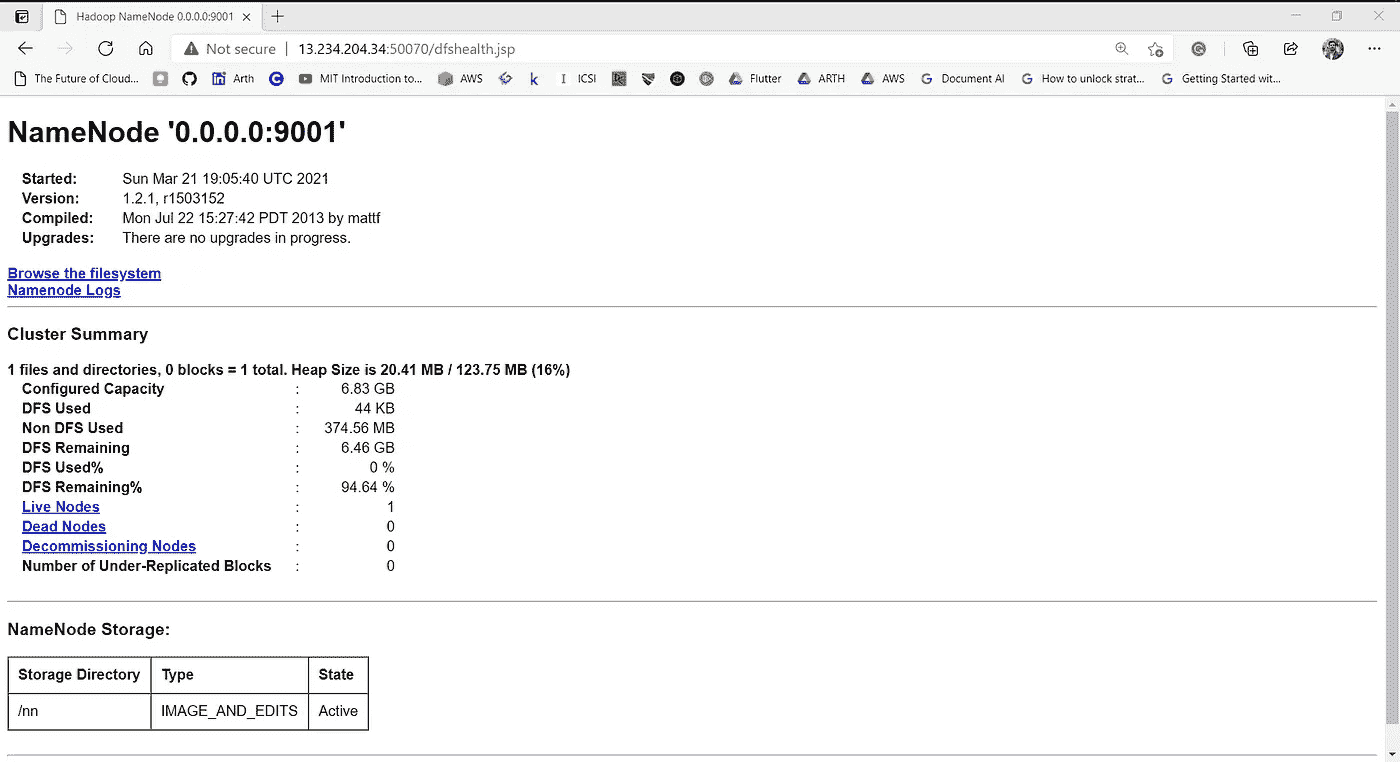 Hadoop NameNode 0.0.0.0:9001
Not secure | 13.234.204.34:50070/dfshealth.jsp
The Future of Cloud... Arth MIT Introduction to... AWS k ICSI Flutter ARTH AWS Document AI How to unlock strat... Getting Started wit...
NameNode '0.0.0.0:9001'
Started: Sun Mar 21 19:05:40 UTC 2021
Version: 1.2.1, r1503152
Compiled: Mon Jul 22 15:27:42 PDT 2013 by mattf
Upgrades: There are no upgrades in progress.
Browse the filesystem
Namenode Logs
Cluster Summary
1 files and directories, 0 blocks = 1 total. Heap Size is 20.41 MB / 123.75 MB (16%)
Configured Capacity : 6.83 GB
DFS Used : 44 KB
Non DFS Used : 374.56 MB
DFS Remaining : 6.46 GB
DFS Used% : 0 %
DFS Remaining% : 94.64 %
Live Nodes : 1
Dead Nodes : 0
Decommissioning Nodes : 0
Number of Under-Replicated Blocks : 0
NameNode Storage:
Storage Directory Type State
/nn IMAGE_AND_EDITS Active